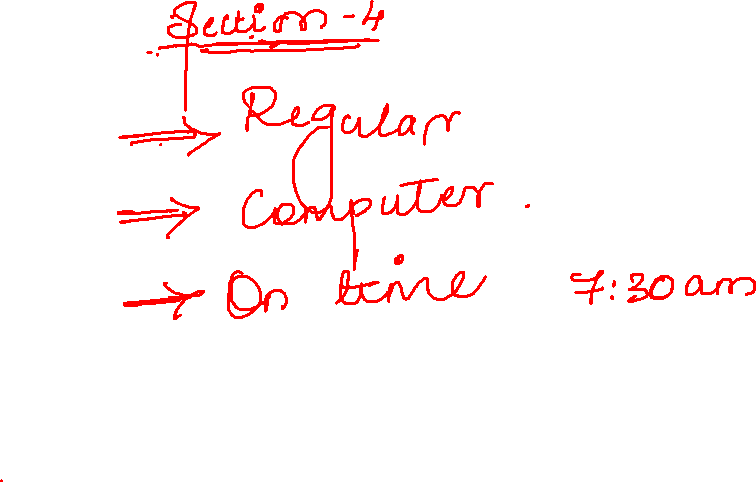 Section-4
⇒ Regular
⇒ Computer.
→ On time 7:30am